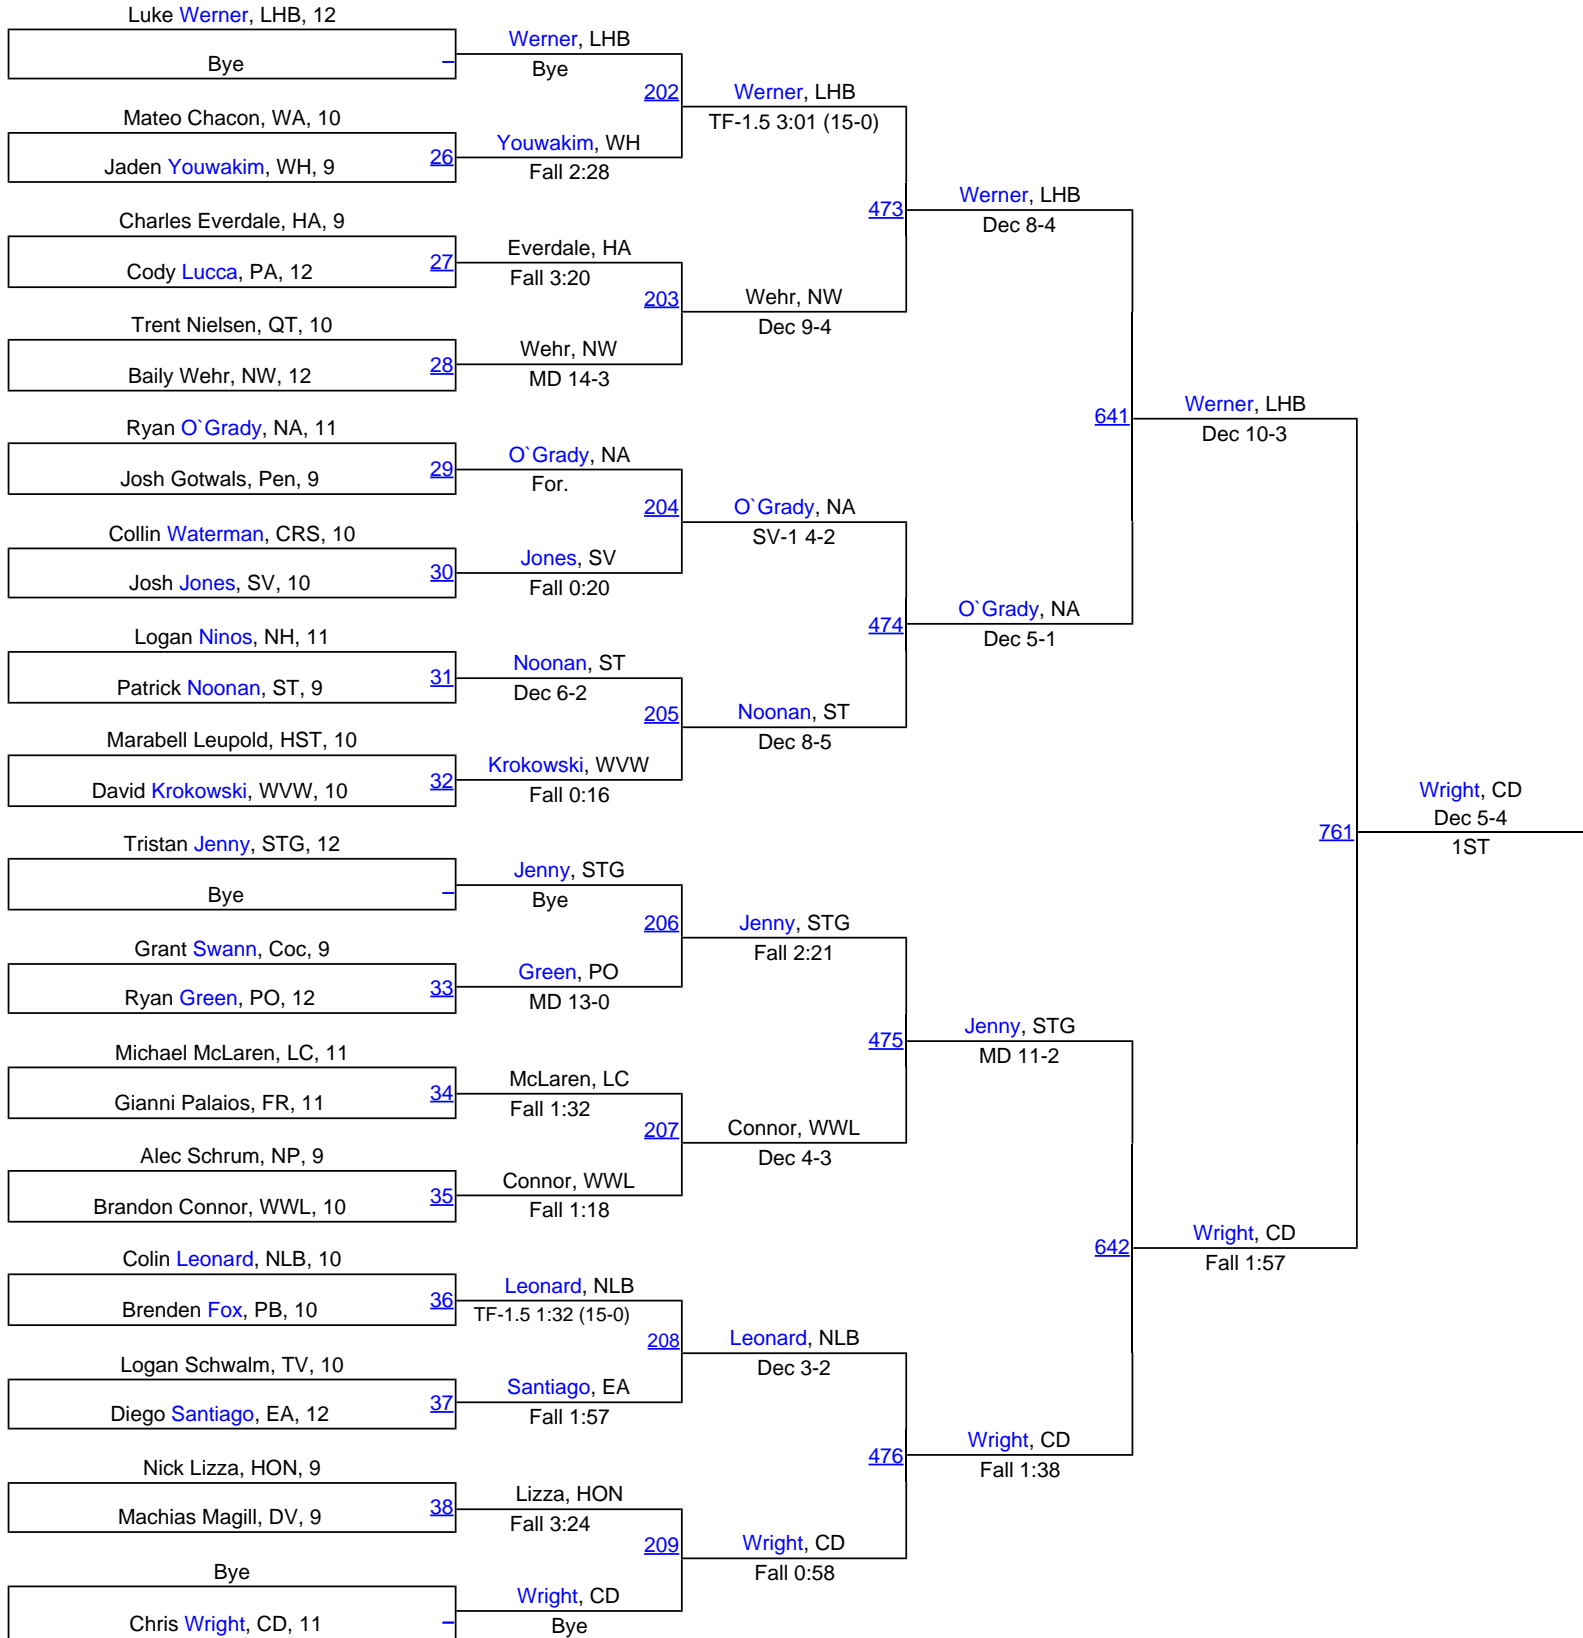 Luke Werner, LHB, 12
Bye
–
Mateo Chacon, WA, 10
Jaden Youwakim, WH, 9
26
Charles Everdale, HA, 9
Cody Lucca, PA, 12
27
Trent Nielsen, QT, 10
Baily Wehr, NW, 12
28
Ryan O`Grady, NA, 11
Josh Gotwals, Pen, 9
29
Collin Waterman, CRS, 10
Josh Jones, SV, 10
30
Logan Ninos, NH, 11
Patrick Noonan, ST, 9
31
Marabell Leupold, HST, 10
David Krokowski, WVW, 10
32
Tristan Jenny, STG, 12
Bye
–
Grant Swann, Coc, 9
Ryan Green, PO, 12
33
Michael McLaren, LC, 11
Gianni Palaios, FR, 11
34
Alec Schrum, NP, 9
Brandon Connor, WWL, 10
35
Colin Leonard, NLB, 10
Brenden Fox, PB, 10
36
Logan Schwalm, TV, 10
Diego Santiago, EA, 12
37
Nick Lizza, HON, 9
Machias Magill, DV, 9
38
Bye
Chris Wright, CD, 11
–
Werner, LHB
Bye
202
Youwakim, WH
Fall 2:28
Everdale, HA
Fall 3:20
203
Wehr, NW
MD 14-3
O`Grady, NA
For.
204
Jones, SV
Fall 0:20
Noonan, ST
Dec 6-2
205
Krokowski, WVW
Fall 0:16
Jenny, STG
Bye
206
Green, PO
MD 13-0
McLaren, LC
Fall 1:32
207
Connor, WWL
Fall 1:18
Leonard, NLB
TF-1.5 1:32 (15-0)
208
Santiago, EA
Fall 1:57
Lizza, HON
Fall 3:24
209
Wright, CD
Bye
Werner, LHB
TF-1.5 3:01 (15-0)
473
Wehr, NW
Dec 9-4
O`Grady, NA
SV-1 4-2
474
Noonan, ST
Dec 8-5
Jenny, STG
Fall 2:21
475
Connor, WWL
Dec 4-3
Leonard, NLB
Dec 3-2
476
Wright, CD
Fall 0:58
Werner, LHB
Dec 8-4
641
O`Grady, NA
Dec 5-1
Jenny, STG
MD 11-2
642
Wright, CD
Fall 1:38
Werner, LHB
Dec 10-3
761
Wright, CD
Fall 1:57
Wright, CD
Dec 5-4
1ST